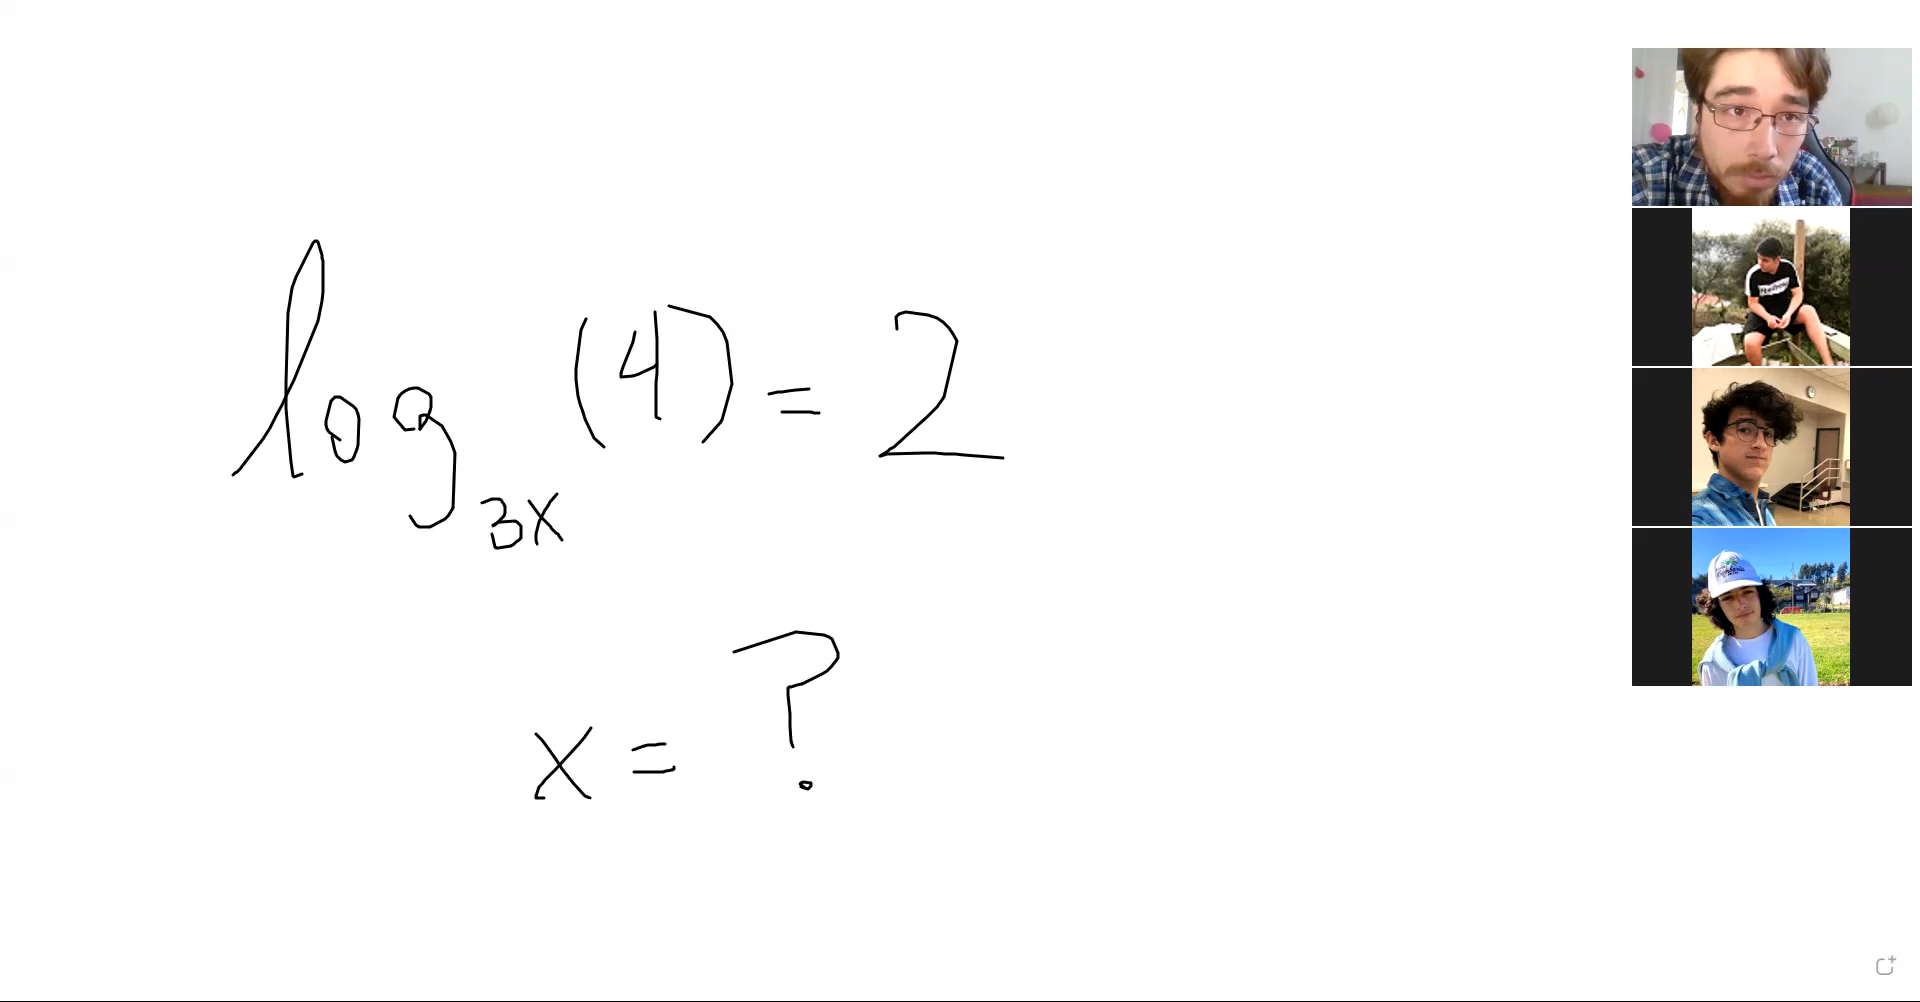 log₃ₓ (4) = 2
x = ?